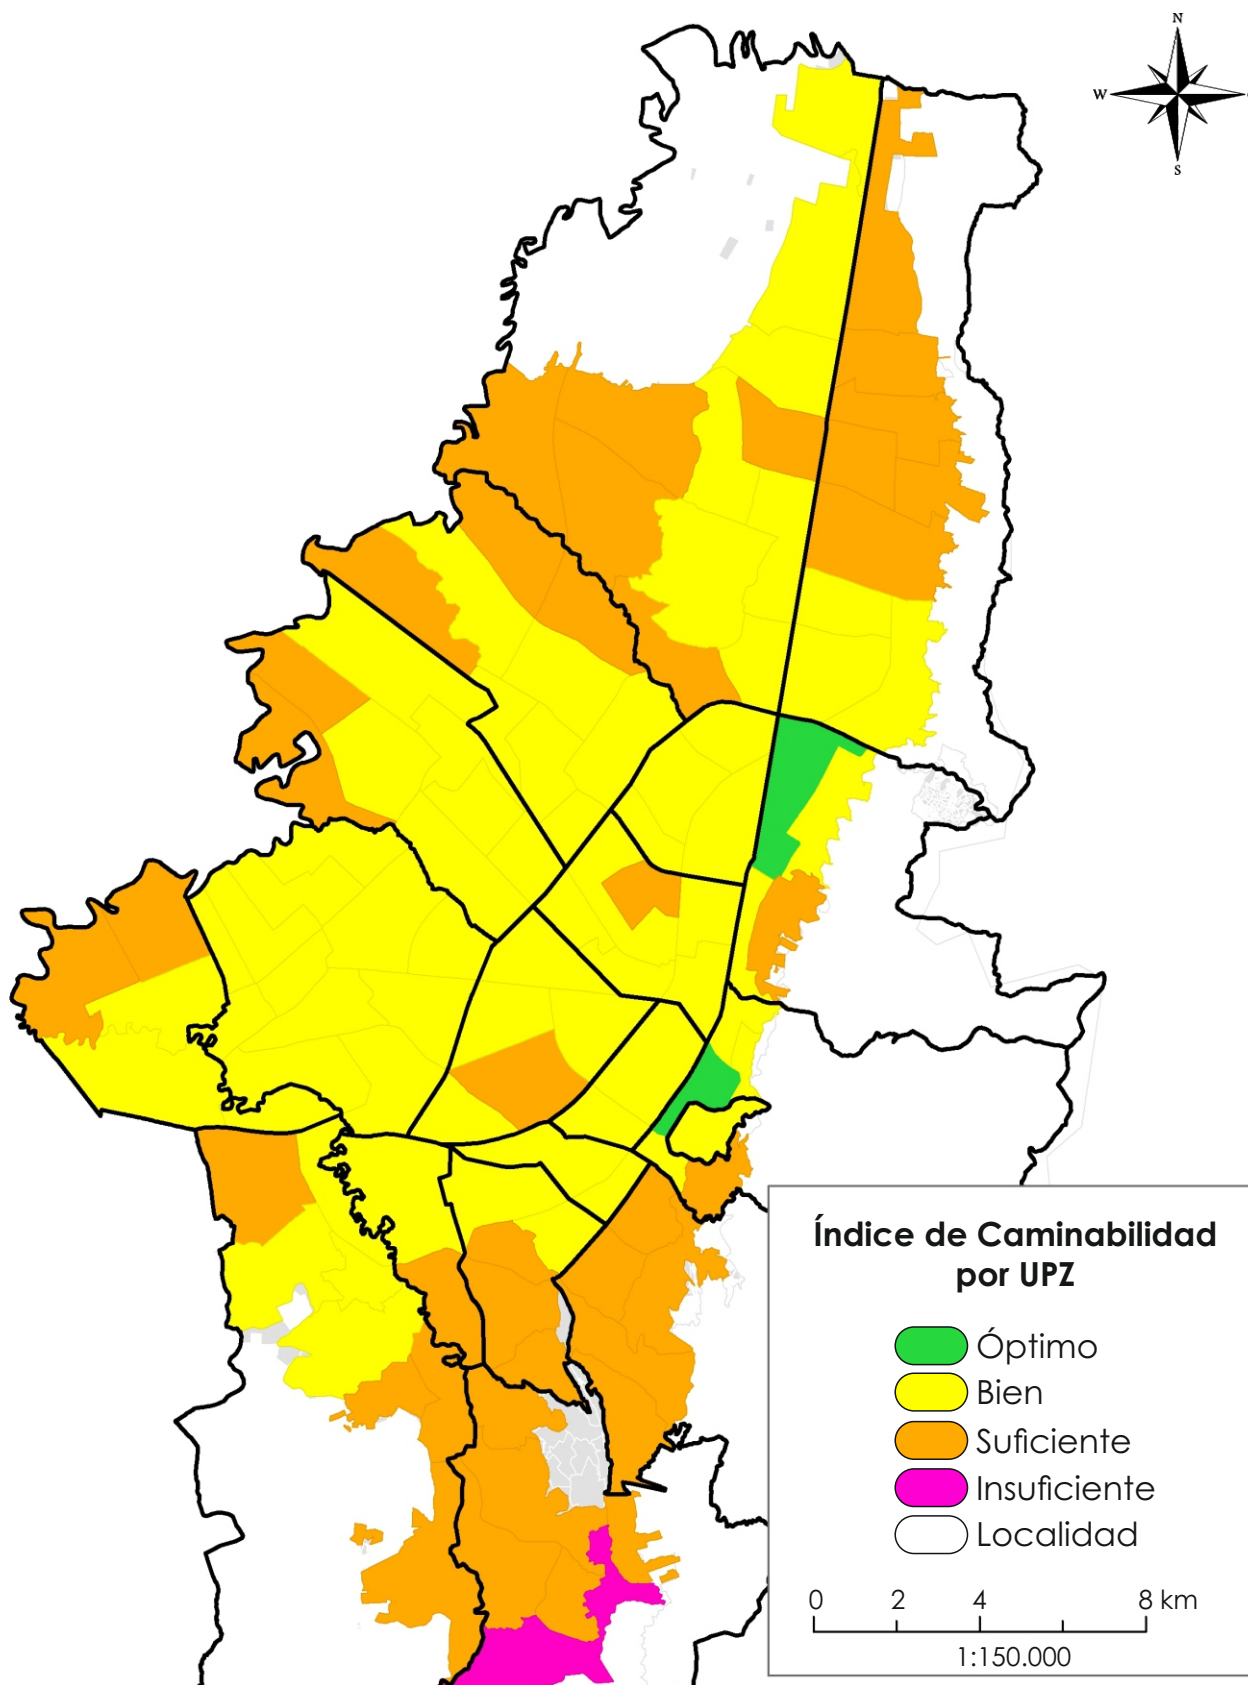 N
W
S
Índice de Caminabilidad
por UPZ
Óptimo
Bien
Suficiente
Insuficiente
Localidad
0 2 4 8 km
1:150.000